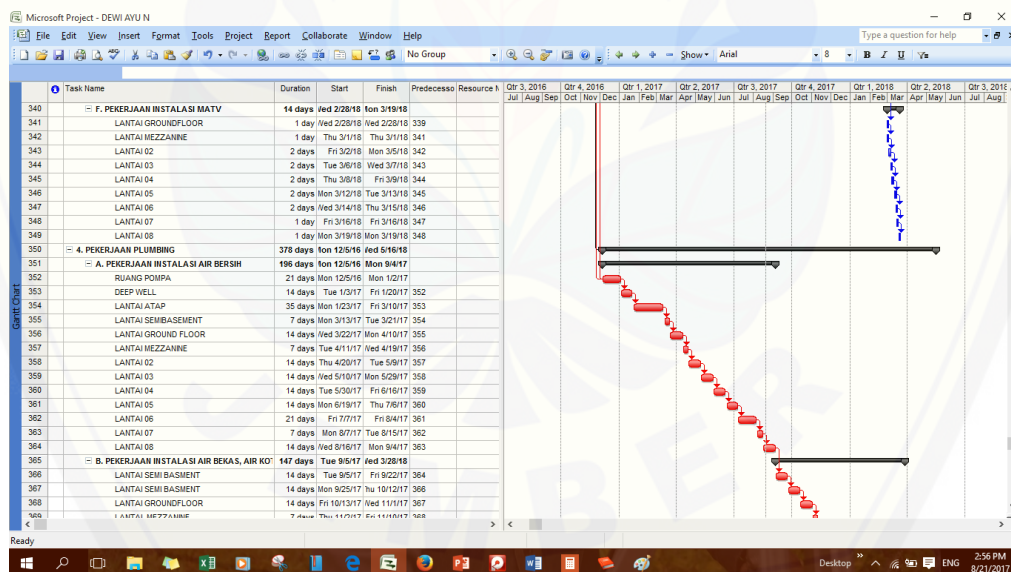 Microsoft Project - DEWI AYU N
File Edit View Insert Format Tools Project Report Collaborate Window Help Type a question for help
No Group Show Arial 8 B I U
Task Name Duration Start Finish Predecesso Resource N Qtr 3, 2016 Qtr 4, 2016 Qtr 1, 2017 Qtr 2, 2017 Qtr 3, 2017 Qtr 4, 2017 Qtr 1, 2018 Qtr 2, 2018 Qtr 3, 2018
Jul Aug Sep Oct Nov Dec Jan Feb Mar Apr May Jun Jul Aug Sep Oct Nov Dec Jan Feb Mar Apr May Jun Jul Aug
340 F. PEKERJAAN INSTALASI MATV 14 days Ved 2/28/18 Mon 3/19/18
341 LANTAI GROUNDFLOOR 1 day Ved 2/28/18 Ved 2/28/18 339
342 LANTAI MEZZANINE 1 day Thu 3/1/18 Thu 3/1/18 341
343 LANTAI 02 2 days Fri 3/2/18 Mon 3/5/18 342
344 LANTAI 03 2 days Tue 3/6/18 Wed 3/7/18 343
345 LANTAI 04 2 days Thu 3/8/18 Fri 3/9/18 344
346 LANTAI 05 2 days Mon 3/12/18 Tue 3/13/18 345
347 LANTAI 06 2 days Ved 3/14/18 Thu 3/15/18 346
348 LANTAI 07 1 day Fri 3/16/18 Fri 3/16/18 347
349 LANTAI 08 1 day Mon 3/19/18 Mon 3/19/18 348
350 4. PEKERJAAN PLUMBING 378 days Mon 12/5/16 Ved 5/16/18
351 A. PEKERJAAN INSTALASI AIR BERSIH 196 days Mon 12/5/16 Mon 9/4/17
352 RUANG POMPA 21 days Mon 12/5/16 Mon 1/2/17
353 DEEP WELL 14 days Tue 1/3/17 Fri 1/20/17 352
354 LANTAI ATAP 35 days Mon 1/23/17 Fri 3/10/17 353
355 LANTAI SEMIBASEMENT 7 days Mon 3/13/17 Tue 3/21/17 354
356 LANTAI GROUND FLOOR 14 days Ved 3/22/17 Mon 4/10/17 355
357 LANTAI MEZZANINE 7 days Tue 4/11/17 Ved 4/19/17 356
358 LANTAI 02 14 days Thu 4/20/17 Tue 5/9/17 357
359 LANTAI 03 14 days Ved 5/10/17 Mon 5/29/17 358
360 LANTAI 04 14 days Tue 5/30/17 Fri 6/16/17 359
361 LANTAI 05 14 days Mon 6/19/17 Thu 7/6/17 360
362 LANTAI 06 21 days Fri 7/7/17 Fri 8/4/17 361
363 LANTAI 07 7 days Mon 8/7/17 Tue 8/15/17 362
364 LANTAI 08 14 days Ved 8/16/17 Mon 9/4/17 363
365 B. PEKERJAAN INSTALASI AIR BEKAS, AIR KOT 147 days Tue 9/5/17 Ved 3/28/18
366 LANTAI SEMI BASMENT 14 days Tue 9/5/17 Fri 9/22/17 364
367 LANTAI SEMI BASMENT 14 days Mon 9/25/17 Thu 10/12/17 366
368 LANTAI GROUNDFLOOR 14 days Fri 10/13/17 Ved 11/1/17 367
369 LANTAI MEZZANINE 7 days Thu 11/2/17 Fri 11/10/17 368
Gantt Chart
Ready
Desktop ENG 2:56 PM
8/21/2017